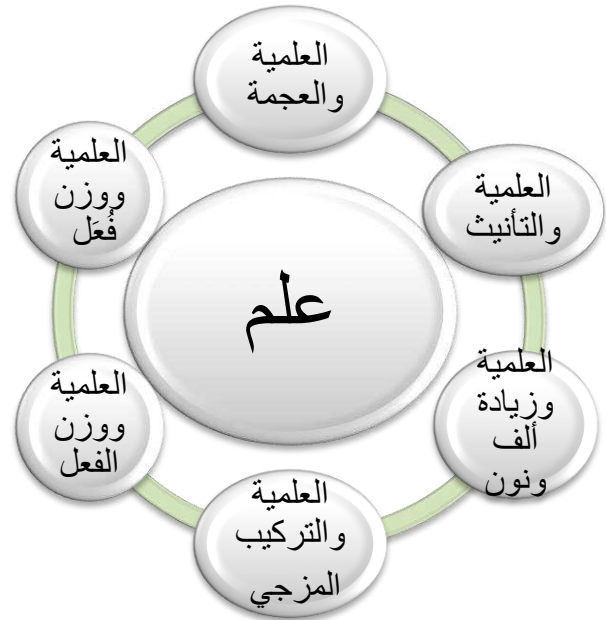 العلمية
والعجمة
العلمية
والتأنيث
العلمية
وزيادة
ألف
ونون
العلمية
والتركيب
المزجي
العلمية
ووزن
الفعل
العلمية
ووزن
فُعَل
علم